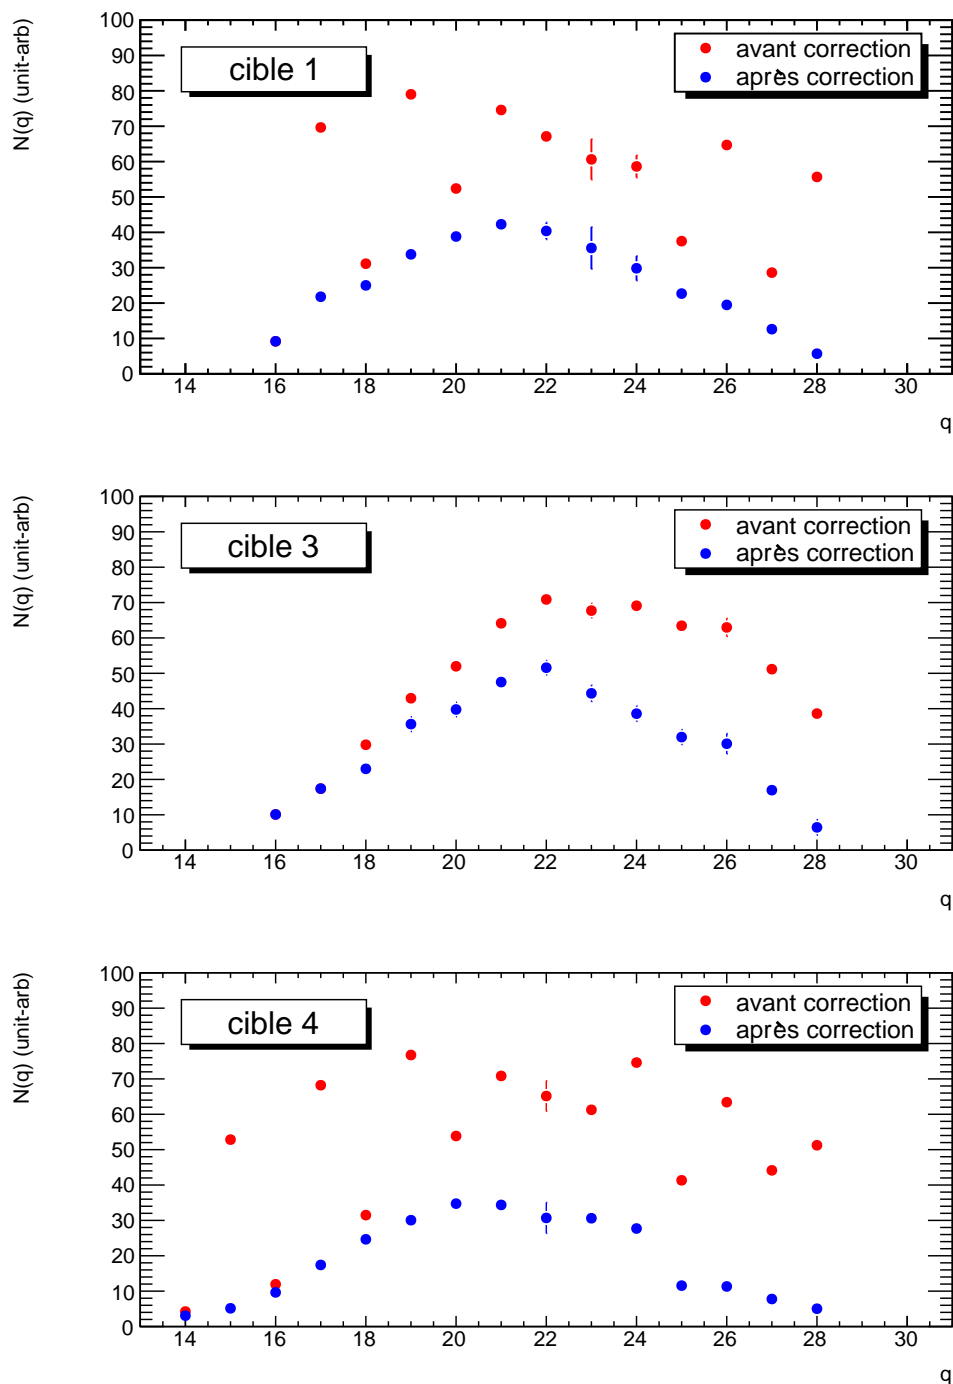 N(q) (unit-arb)
100
90
80
70
60
50
40
30
20
10
0
cible 1
avant correction
après correction
14 16 18 20 22 24 26 28 30
q
N(q) (unit-arb)
100
90
80
70
60
50
40
30
20
10
0
cible 3
avant correction
après correction
14 16 18 20 22 24 26 28 30
q
N(q) (unit-arb)
100
90
80
70
60
50
40
30
20
10
0
cible 4
avant correction
après correction
14 16 18 20 22 24 26 28 30
q